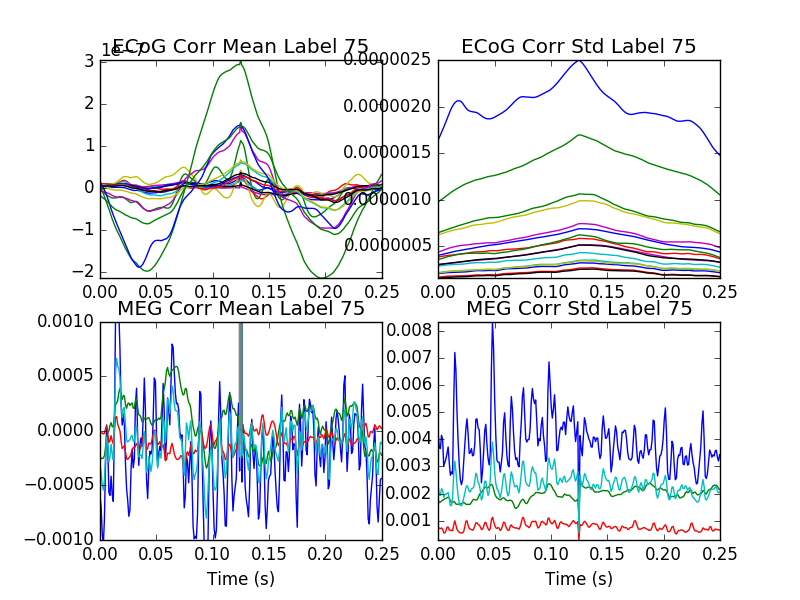 ECoG Corr Mean Label 75
1e−7
3
2
1
0
−1
−2
0.00 0.05 0.10 0.15 0.20 0.25
ECoG Corr Std Label 75
0.0000025
0.0000020
0.0000015
0.0000010
0.0000005
0.00 0.05 0.10 0.15 0.20 0.25
MEG Corr Mean Label 75
0.0010
0.0005
0.0000
−0.0005
−0.0010
0.00 0.05 0.10 0.15 0.20 0.25
Time (s)
MEG Corr Std Label 75
0.008
0.007
0.006
0.005
0.004
0.003
0.002
0.001
0.00 0.05 0.10 0.15 0.20 0.25
Time (s)